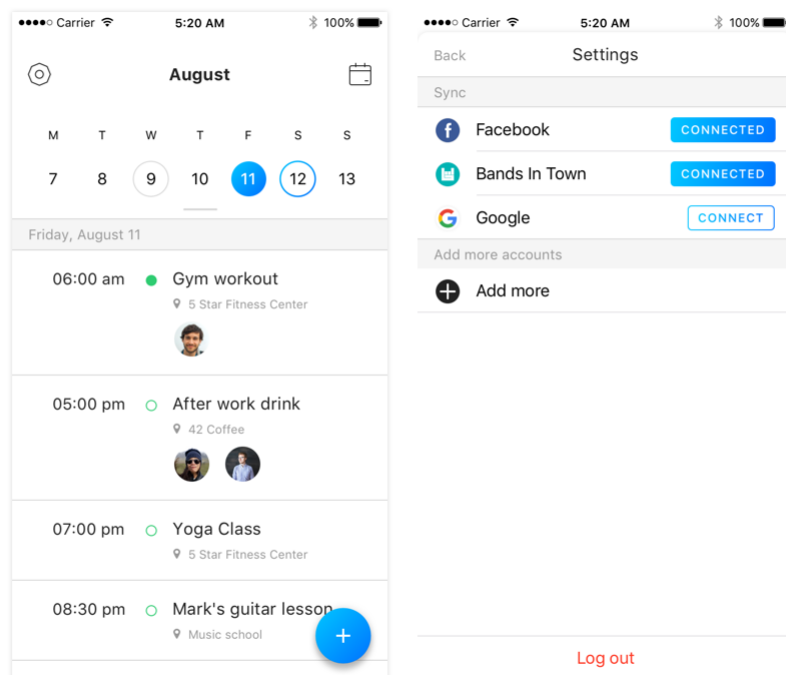 Carrier 5:20 AM 100%
August
M T W T F S S
7 8 9 10 11 12 13
Friday, August 11
06:00 am Gym workout
5 Star Fitness Center
05:00 pm After work drink
42 Coffee
07:00 pm Yoga Class
5 Star Fitness Center
08:30 pm Mark's guitar lesson
Music school
+
Carrier 5:20 AM 100%
Back Settings
Sync
Facebook CONNECTED
Bands In Town CONNECTED
Google CONNECT
Add more accounts
Add more
Log out